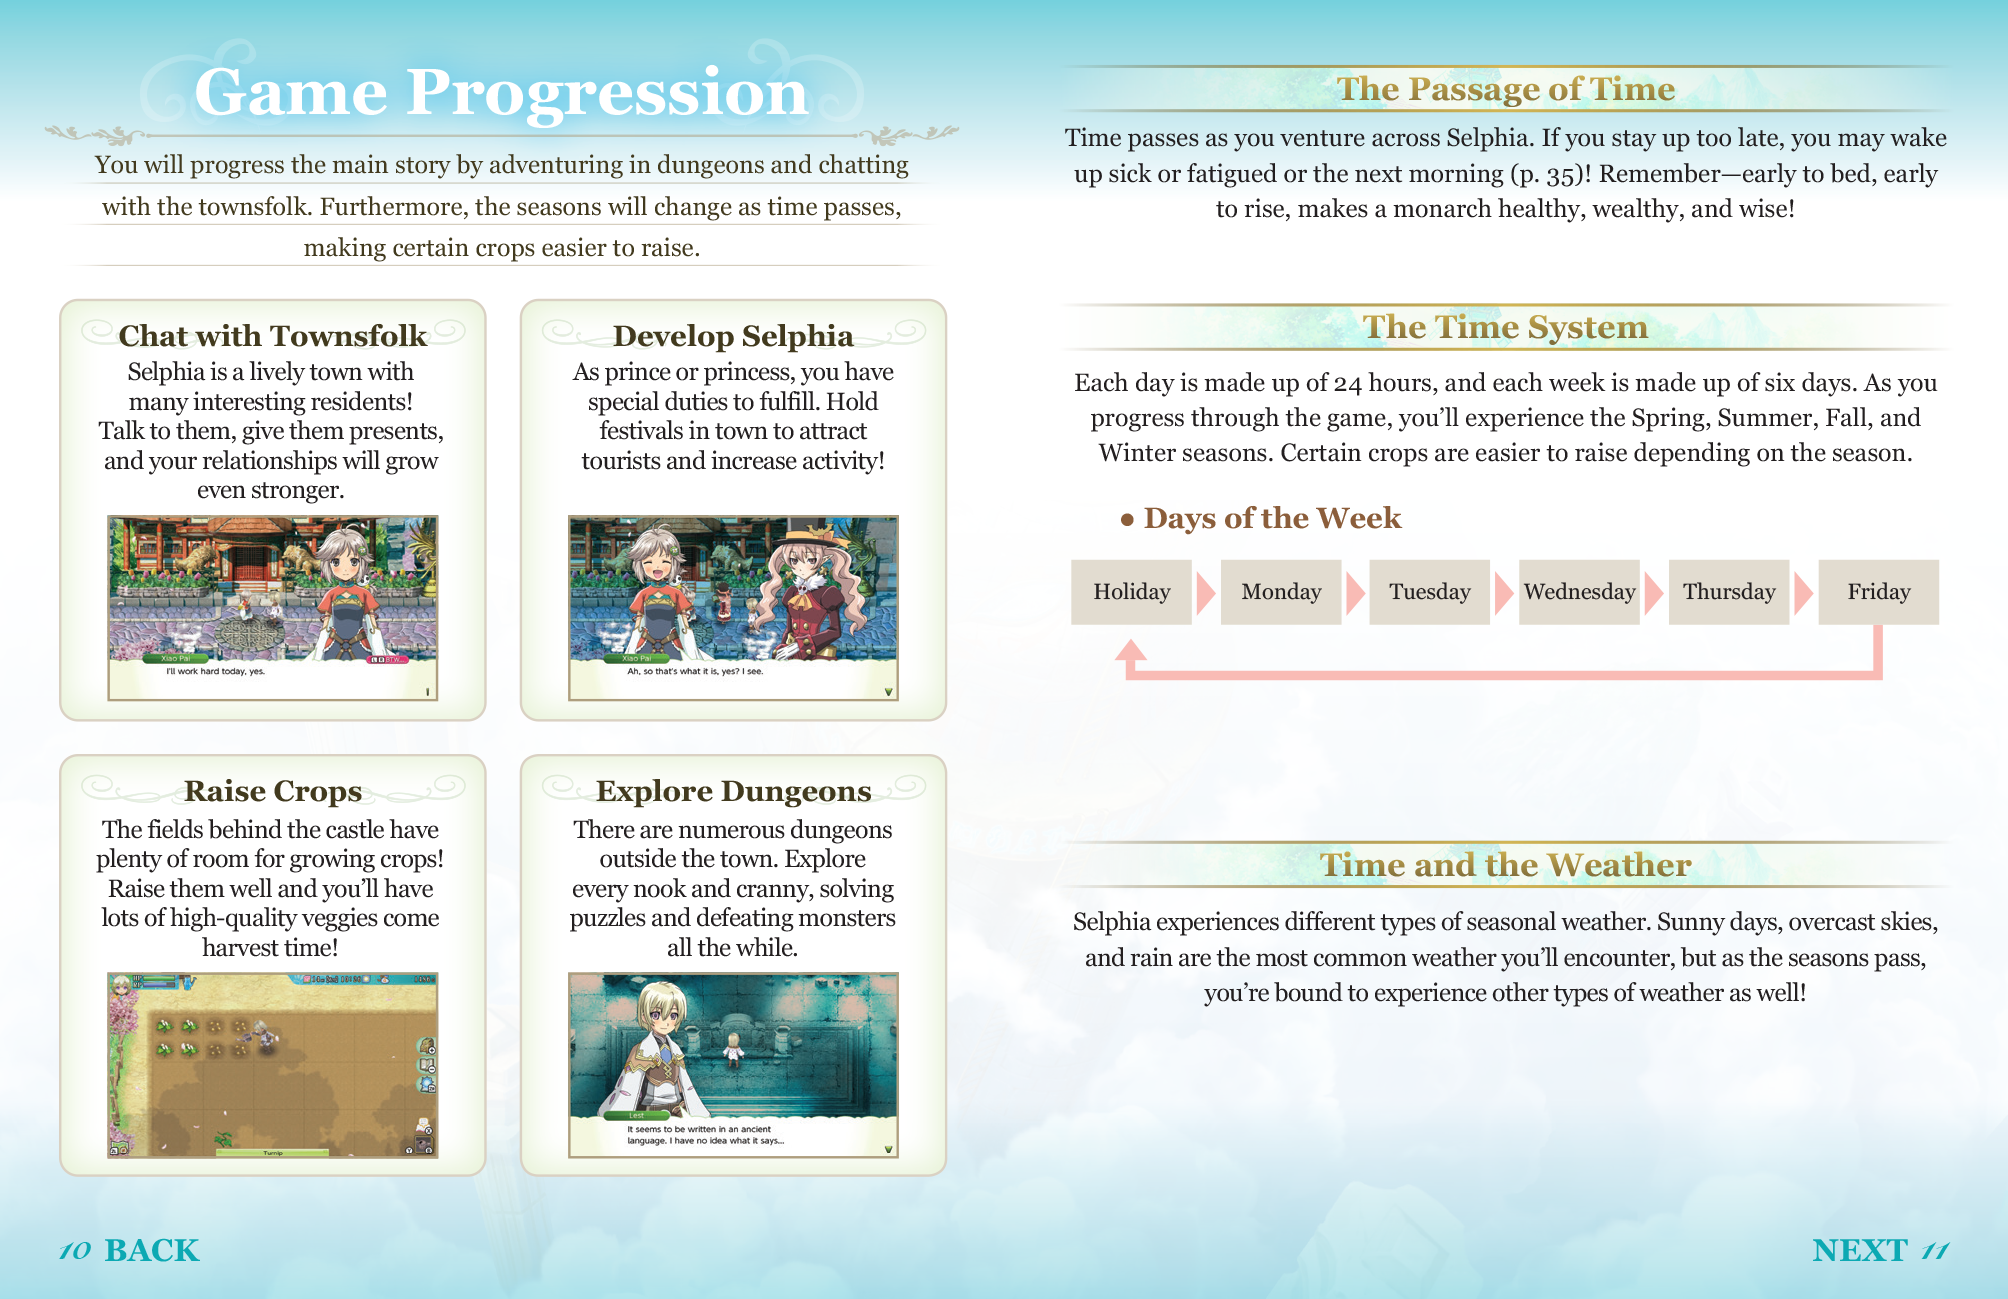 Game Progression
You will progress the main story by adventuring in dungeons and chatting
with the townsfolk. Furthermore, the seasons will change as time passes,
making certain crops easier to raise.
Chat with Townsfolk
Selphia is a lively town with
many interesting residents!
Talk to them, give them presents,
and your relationships will grow
even stronger.
Xiao Pai
L R BTW...
I'll work hard today, yes.
Develop Selphia
As prince or princess, you have
special duties to fulfill. Hold
festivals in town to attract
tourists and increase activity!
Xiao Pai
Ah, so that's what it is, yes? I see.
Raise Crops
The fields behind the castle have
plenty of room for growing crops!
Raise them well and you’ll have
lots of high-quality veggies come
harvest time!
Turnip
Explore Dungeons
There are numerous dungeons
outside the town. Explore
every nook and cranny, solving
puzzles and defeating monsters
all the while.
Lest
It seems to be written in an ancient
language. I have no idea what it says...
10 BACK
The Passage of Time
Time passes as you venture across Selphia. If you stay up too late, you may wake
up sick or fatigued or the next morning (p. 35)! Remember—early to bed, early
to rise, makes a monarch healthy, wealthy, and wise!
The Time System
Each day is made up of 24 hours, and each week is made up of six days. As you
progress through the game, you’ll experience the Spring, Summer, Fall, and
Winter seasons. Certain crops are easier to raise depending on the season.
● Days of the Week
Holiday Monday Tuesday Wednesday Thursday Friday
Time and the Weather
Selphia experiences different types of seasonal weather. Sunny days, overcast skies,
and rain are the most common weather you’ll encounter, but as the seasons pass,
you’re bound to experience other types of weather as well!
NEXT 11